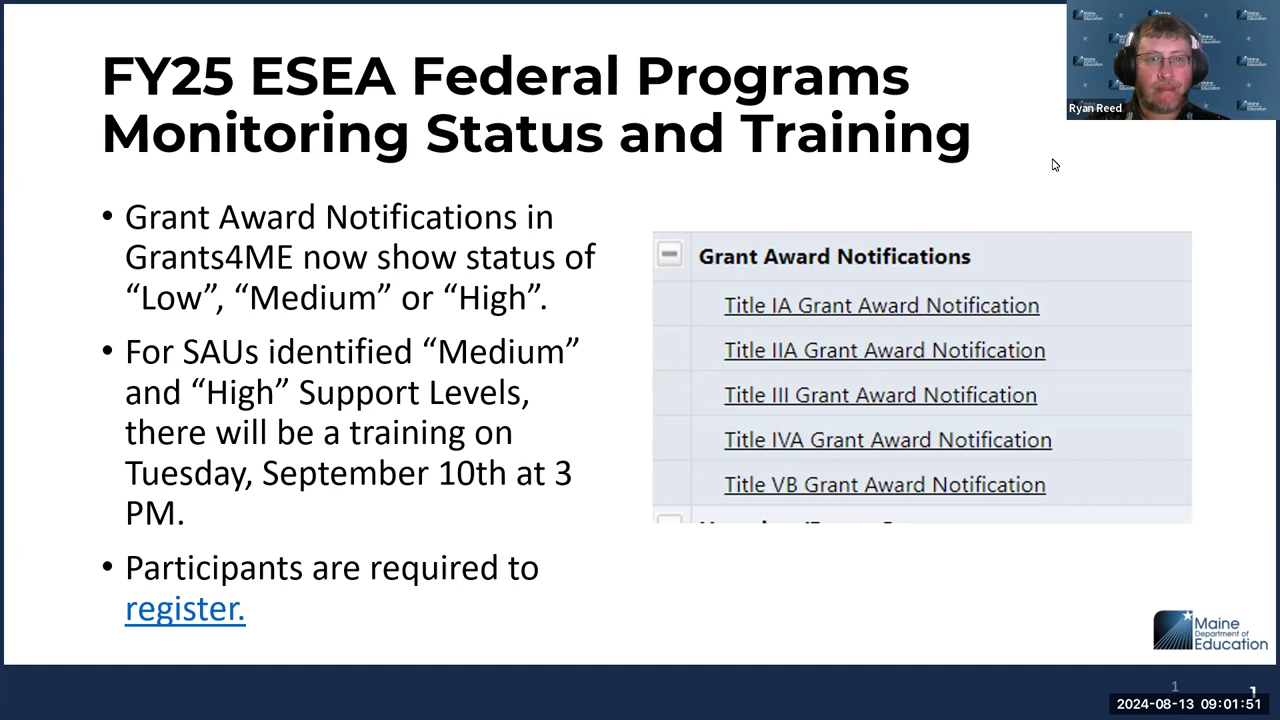 FY25 ESEA Federal Programs
Monitoring Status and Training
Ryan Reed
• Grant Award Notifications in
Grants4ME now show status of
“Low”, “Medium” or “High”.
• For SAUs identified “Medium”
and “High” Support Levels,
there will be a training on
Tuesday, September 10th at 3
PM.
• Participants are required to
register.
Grant Award Notifications
Title IA Grant Award Notification
Title IIA Grant Award Notification
Title III Grant Award Notification
Title IVA Grant Award Notification
Title VB Grant Award Notification
Maine
Department of
Education
1
1
2024-08-13 09:01:51